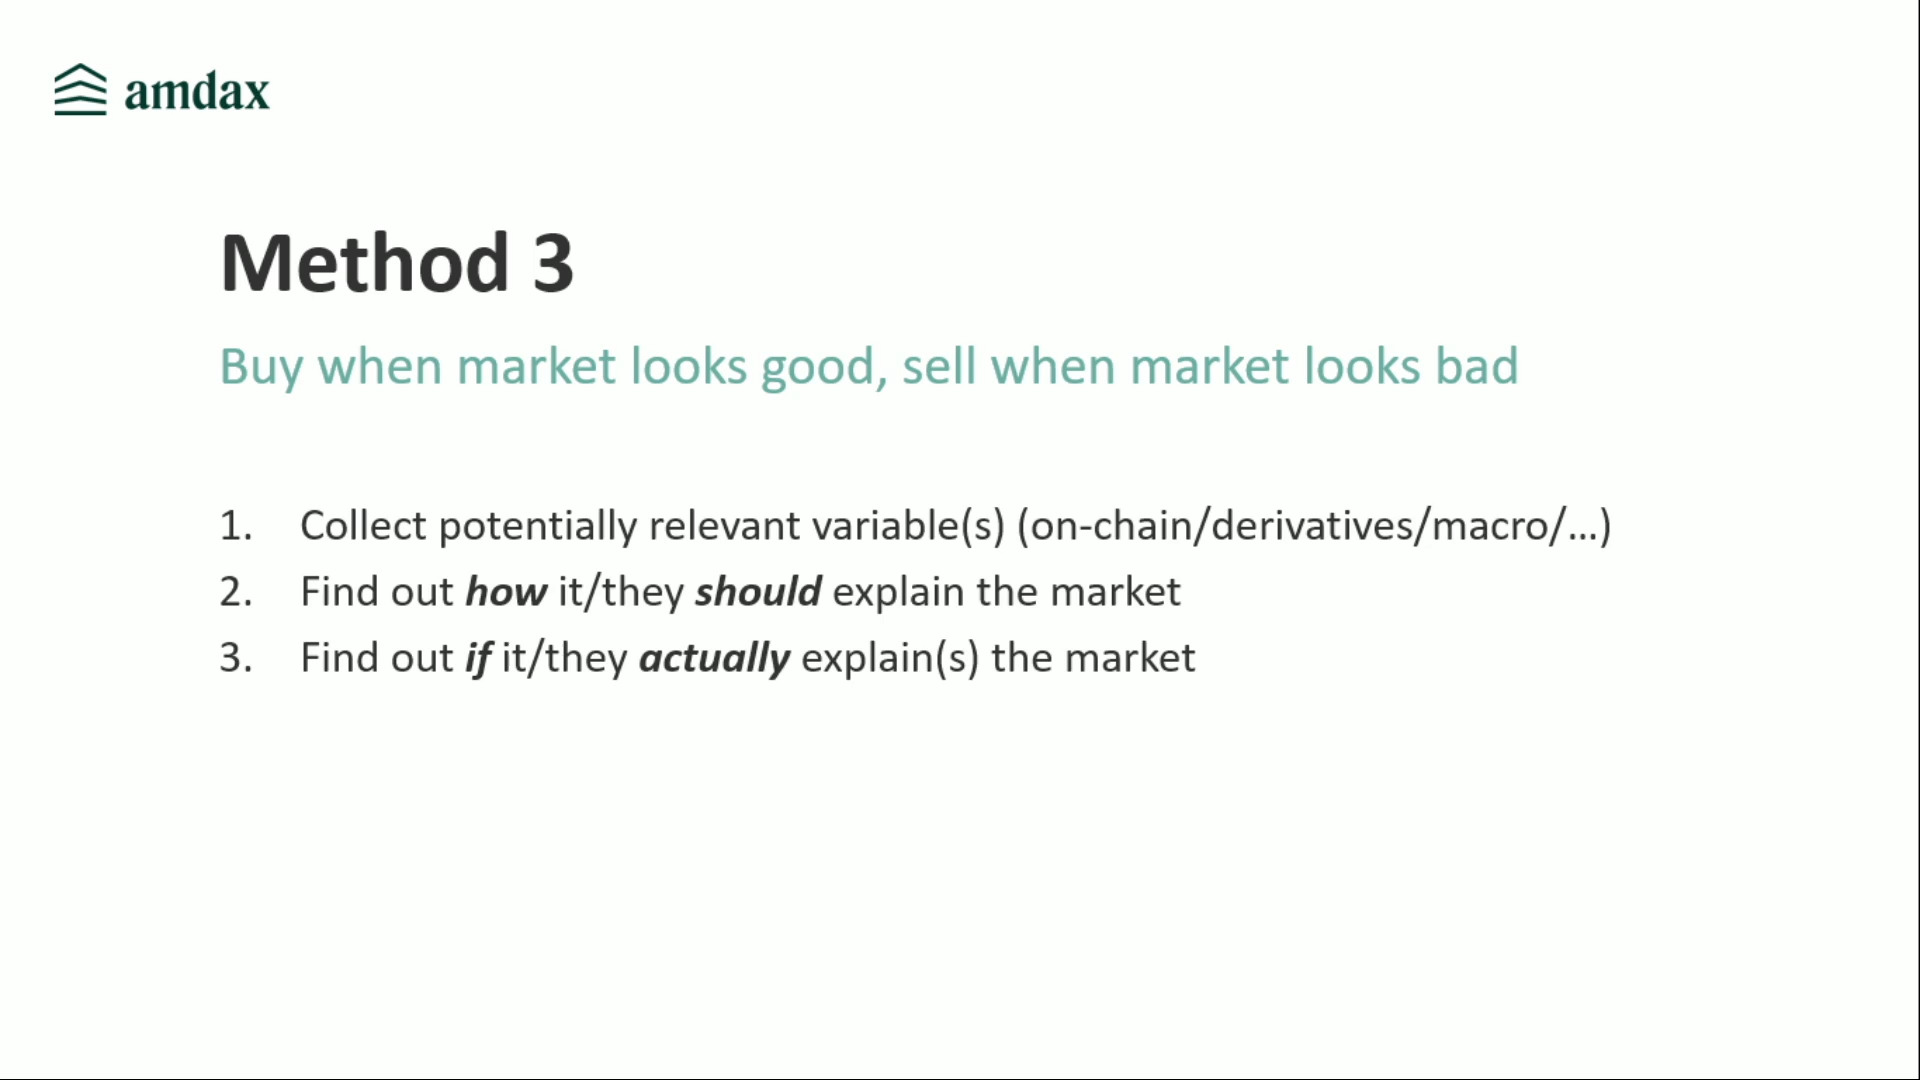 amdax
Method 3
Buy when market looks good, sell when market looks bad
1. Collect potentially relevant variable(s) (on-chain/derivatives/macro/...)
2. Find out how it/they should explain the market
3. Find out if it/they actually explain(s) the market